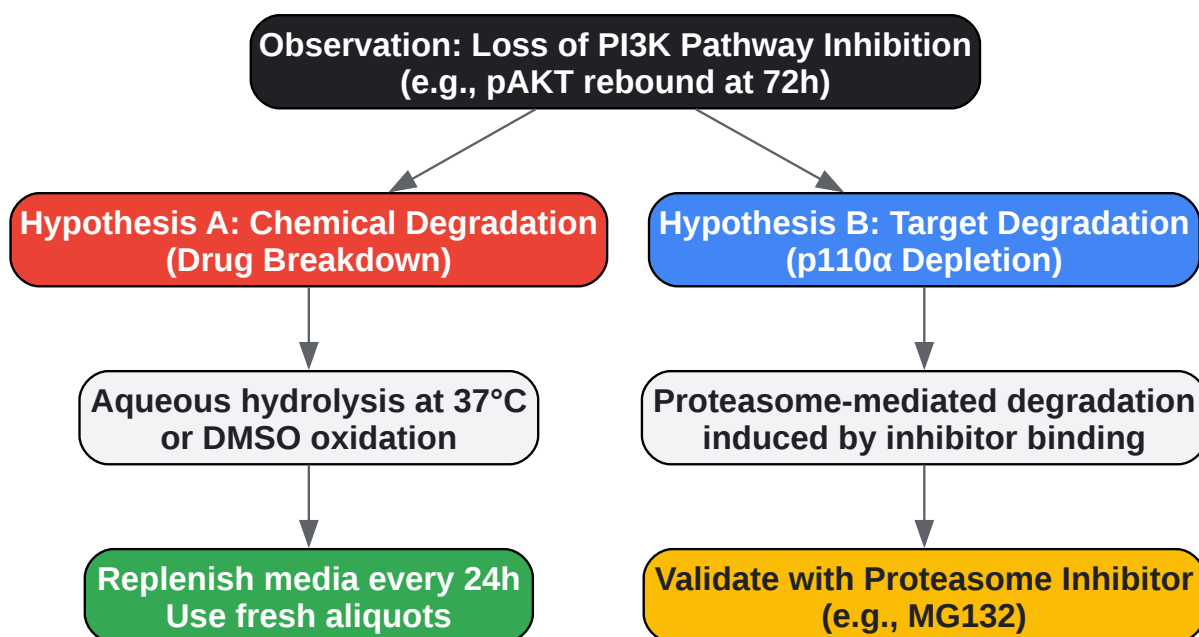 Observation: Loss of PI3K Pathway Inhibition
(e.g., pAKT rebound at 72h)
Hypothesis A: Chemical Degradation
(Drug Breakdown)
Hypothesis B: Target Degradation
(p110α Depletion)
Aqueous hydrolysis at 37°C
or DMSO oxidation
Proteasome-mediated degradation
induced by inhibitor binding
Replenish media every 24h
Use fresh aliquots
Validate with Proteasome Inhibitor
(e.g., MG132)